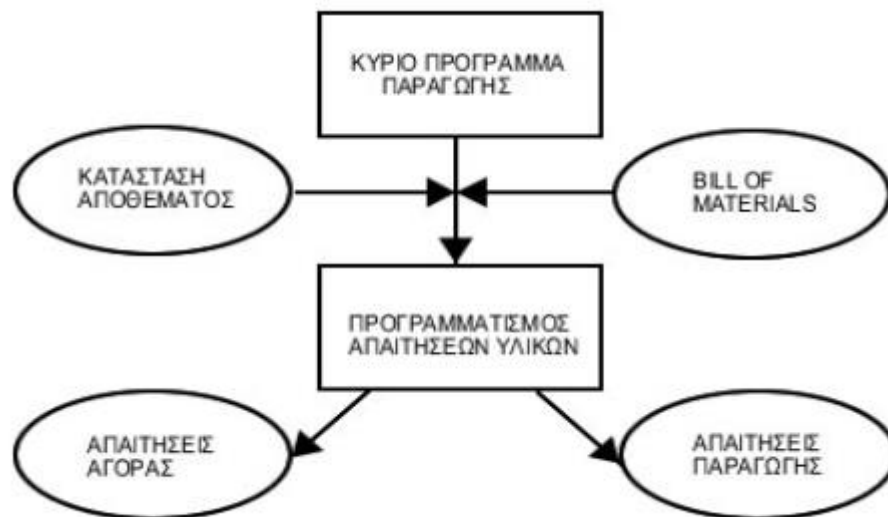 ΚΥΡΙΟ ΠΡΟΓΡΑΜΜΑ
ΠΑΡΑΓΩΓΗΣ
ΚΑΤΑΣΤΑΣΗ
ΑΠΟΘΕΜΑΤΟΣ
BILL OF
MATERIALS
ΠΡΟΓΡΑΜΜΑΤΙΣΜΟΣ
ΑΠΑΙΤΗΣΕΩΝ ΥΛΙΚΩΝ
ΑΠΑΙΤΗΣΕΙΣ
ΑΓΟΡΑΣ
ΑΠΑΙΤΗΣΕΙΣ
ΠΑΡΑΓΩΓΗΣ